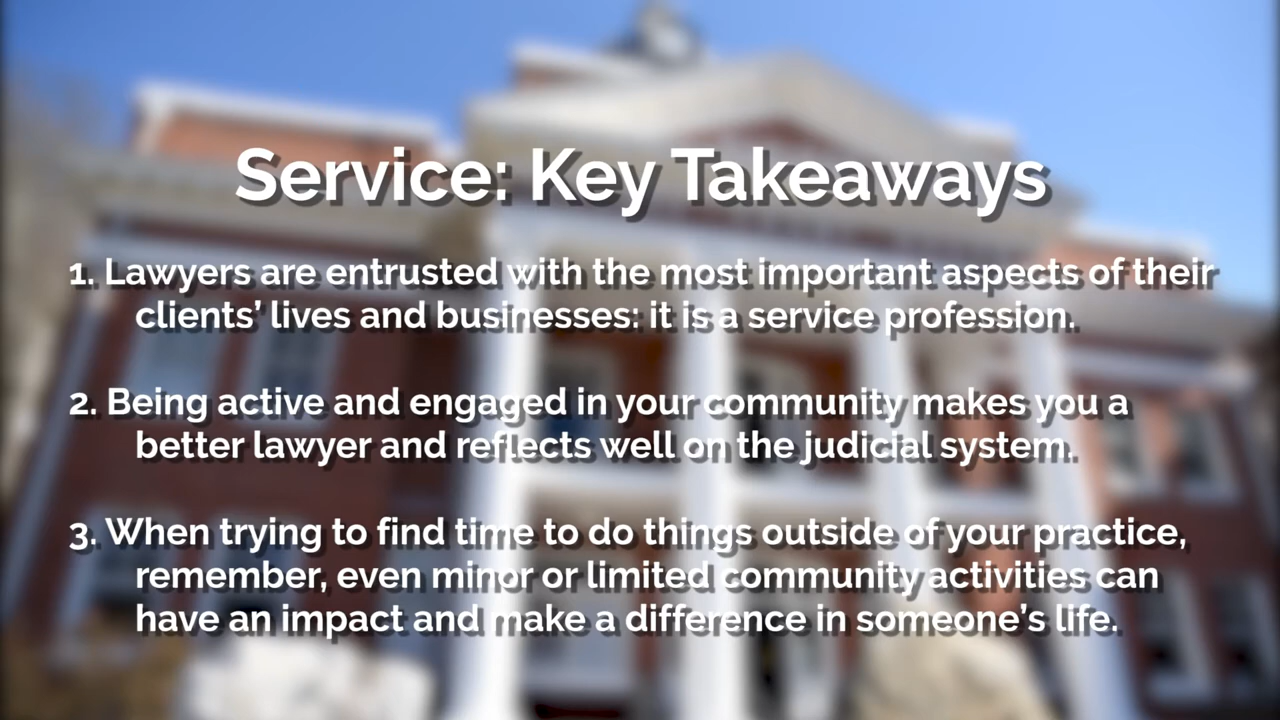 Service: Key Takeaways
1. Lawyers are entrusted with the most important aspects of their
clients’ lives and businesses: it is a service profession.
2. Being active and engaged in your community makes you a
better lawyer and reflects well on the judicial system.
3. When trying to find time to do things outside of your practice,
remember, even minor or limited community activities can
have an impact and make a difference in someone’s life.